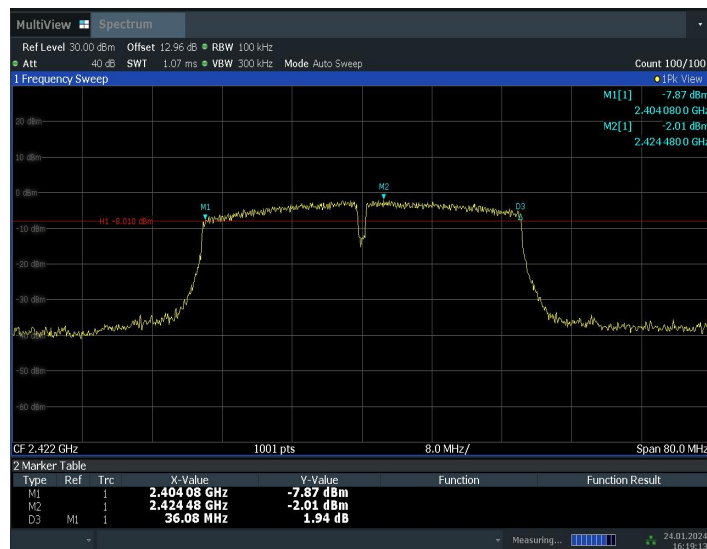 MultiView Spectrum
Ref Level 30.00 dBm Offset 12.96 dB RBW 100 kHz
Att 40 dB SWT 1.07 ms VBW 300 kHz Mode Auto Sweep Count 100/100
1 Frequency Sweep 1Pk View
M1[1] -7.87 dBm
2.404 080 0 GHz
20 dBm
M2[1] -2.01 dBm
2.424 480 0 GHz
10 dBm
0 dBm
M2
M1
D3
H1 -8.010 dBm
-10 dBm
-20 dBm
-30 dBm
-50 dBm
-60 dBm
CF 2.422 GHz 1001 pts 8.0 MHz/ Span 80.0 MHz
2 Marker Table
Type Ref Trc X-Value Y-Value Function Function Result
M1 1 2.404 08 GHz -7.87 dBm
M2 1 2.424 48 GHz -2.01 dBm
D3 M1 1 36.08 MHz 1.94 dB
Measuring... 24.01.2024
16:19:13